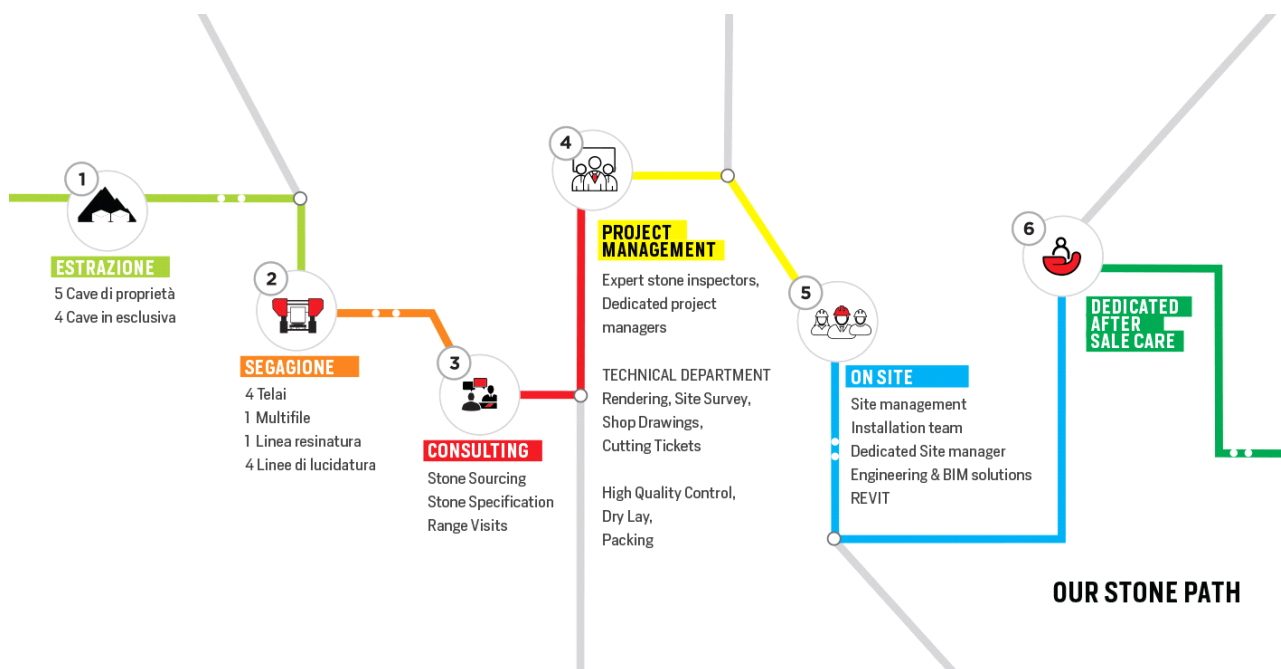 1
ESTRAZIONE
5 Cave di proprietà
4 Cave in esclusiva
2
SEGAGIONE
4 Telai
1 Multifile
1 Linea resinatura
4 Linee di lucidatura
3
CONSULTING
Stone Sourcing
Stone Specification
Range Visits
4
PROJECT
MANAGEMENT
Expert stone inspectors,
Dedicated project
managers
TECHNICAL DEPARTMENT
Rendering, Site Survey,
Shop Drawings,
Cutting Tickets
High Quality Control,
Dry Lay,
Packing
5
ON SITE
Site management
Installation team
Dedicated Site manager
Engineering & BIM solutions
REVIT
6
DEDICATED
AFTER
SALE CARE
OUR STONE PATH